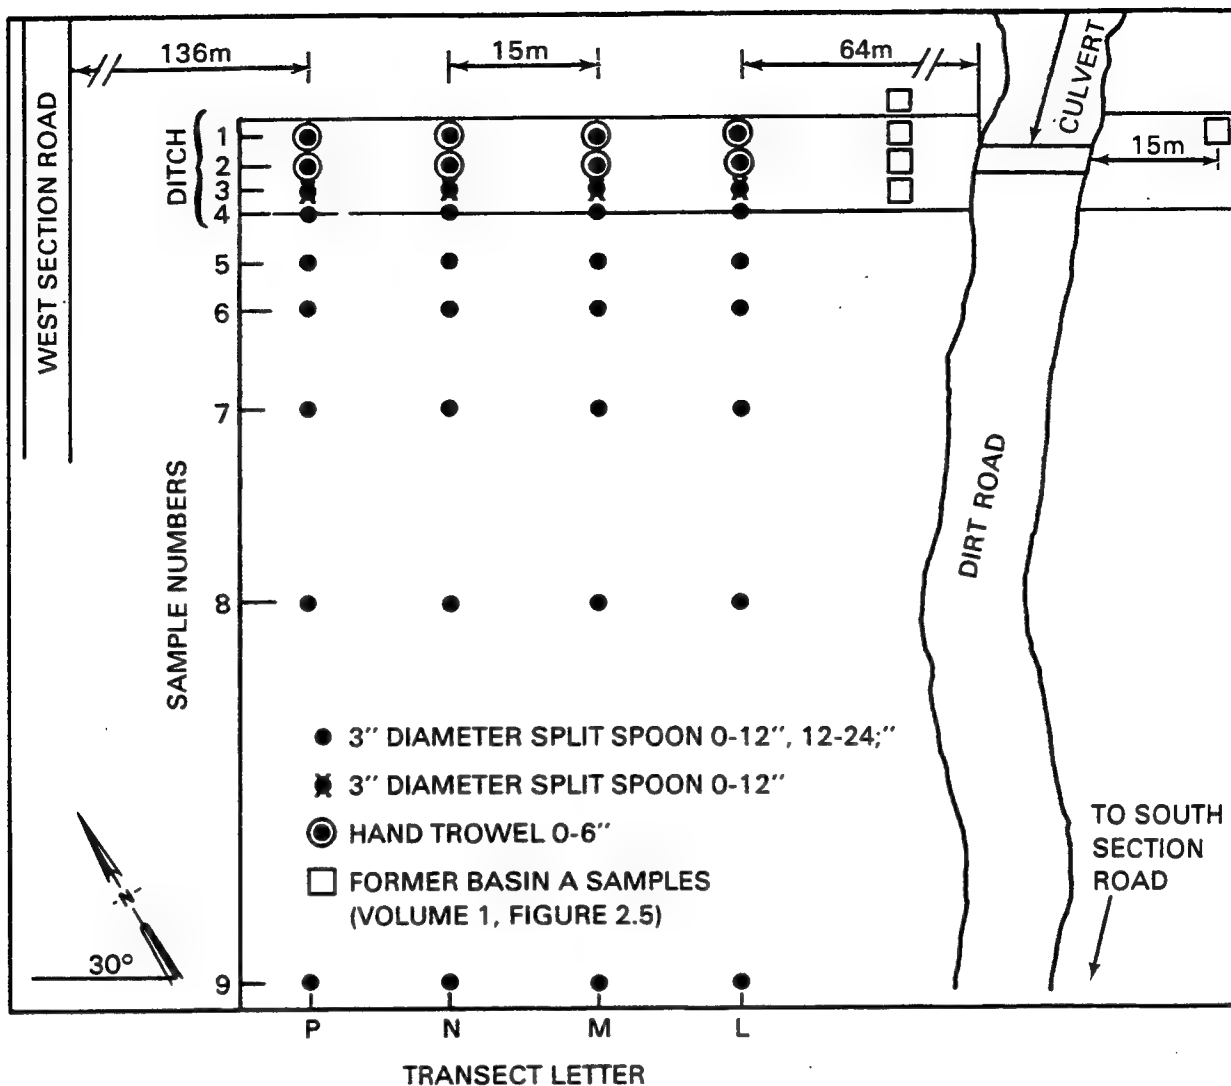 136m
15m
64m
CULVERT
WEST SECTION ROAD
DITCH
1
2
3
4
15m
5
6
7
SAMPLE NUMBERS
8
9
DIRT ROAD
3" DIAMETER SPLIT SPOON 0-12", 12-24;"
3" DIAMETER SPLIT SPOON 0-12"
HAND TROWEL 0-6"
FORMER BASIN A SAMPLES
(VOLUME 1, FIGURE 2.5)
TO SOUTH
SECTION
ROAD
N
30°
P N M L
TRANSECT LETTER